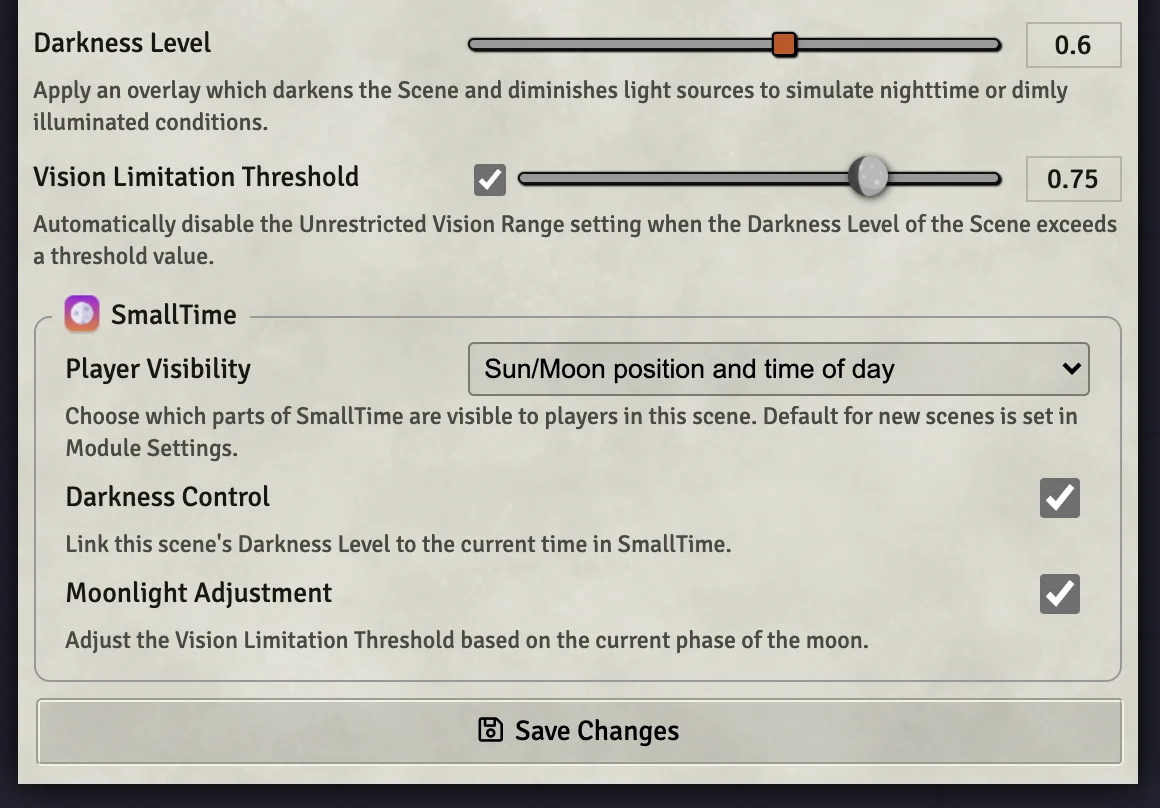 Darkness Level
0.6
Apply an overlay which darkens the Scene and diminishes light sources to simulate nighttime or dimly
illuminated conditions.
Vision Limitation Threshold
0.75
Automatically disable the Unrestricted Vision Range setting when the Darkness Level of the Scene exceeds
a threshold value.
SmallTime
Player Visibility
Sun/Moon position and time of day
Choose which parts of SmallTime are visible to players in this scene. Default for new scenes is set in
Module Settings.
Darkness Control
Link this scene's Darkness Level to the current time in SmallTime.
Moonlight Adjustment
Adjust the Vision Limitation Threshold based on the current phase of the moon.
Save Changes